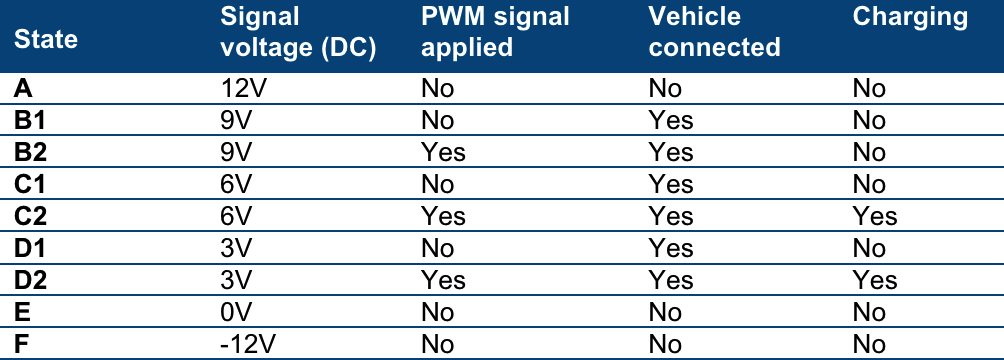 State Signal voltage (DC) PWM signal applied Vehicle connected Charging
A 12V No No No
B1 9V No Yes No
B2 9V Yes Yes No
C1 6V No Yes No
C2 6V Yes Yes Yes
D1 3V No Yes No
D2 3V Yes Yes Yes
E 0V No No No
F -12V No No No